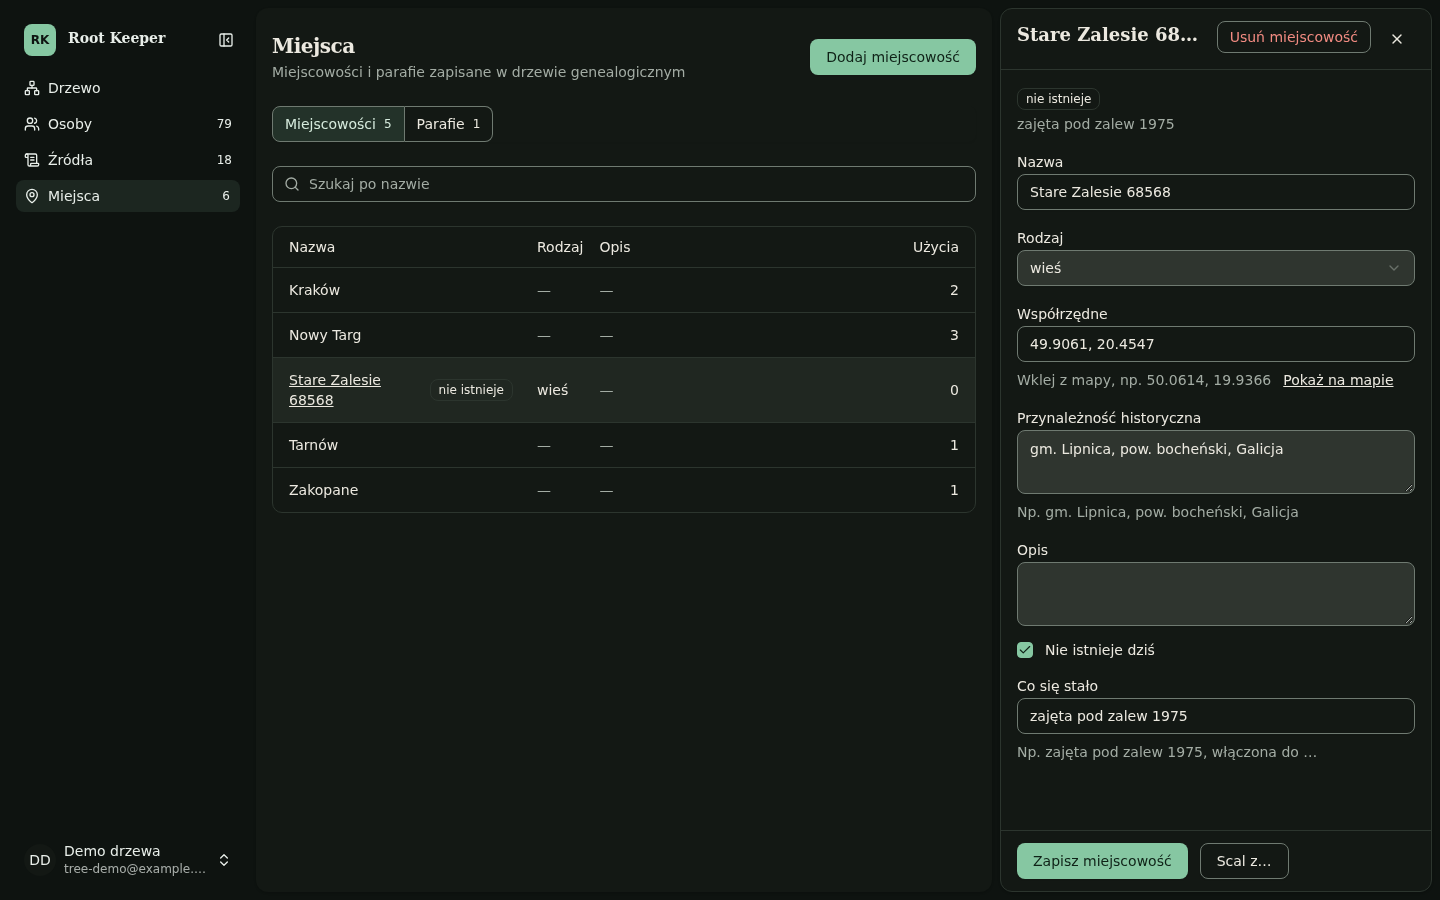 RK Root Keeper
Drzewo
Osoby 79
Źródła 18
Miejsca 6
DD Demo drzewa
tree-demo@example....
Miejsca
Miejscowości i parafie zapisane w drzewie genealogicznym
Dodaj miejscowość
Miejscowości 5 Parafie 1
Szukaj po nazwie
Nazwa Rodzaj Opis Użycia
Kraków — — 2
Nowy Targ — — 3
Stare Zalesie
68568 nie istnieje wieś — 0
Tarnów — — 1
Zakopane — — 1
Stare Zalesie 68... Usuń miejscowość
nie istnieje
zajęta pod zalew 1975
Nazwa
Stare Zalesie 68568
Rodzaj
wieś
Współrzędne
49.9061, 20.4547
Wklej z mapy, np. 50.0614, 19.9366 Pokaż na mapie
Przynależność historyczna
gm. Lipnica, pow. bocheński, Galicja
Np. gm. Lipnica, pow. bocheński, Galicja
Opis
Nie istnieje dziś
Co się stało
zajęta pod zalew 1975
Np. zajęta pod zalew 1975, włączona do ...
Zapisz miejscowość Scal z...